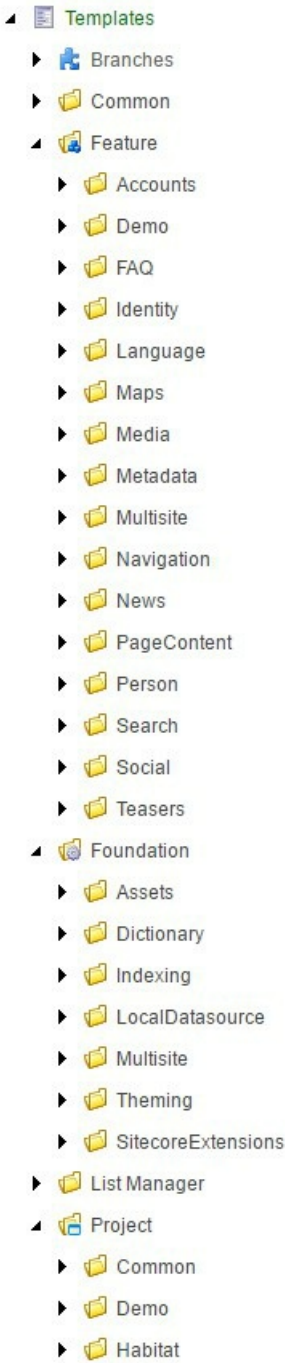 Templates
Branches
Common
Feature
Accounts
Demo
FAQ
Identity
Language
Maps
Media
Metadata
Multisite
Navigation
News
PageContent
Person
Search
Social
Teasers
Foundation
Assets
Dictionary
Indexing
LocalDatasource
Multisite
Theming
SitecoreExtensions
List Manager
Project
Common
Demo
Habitat